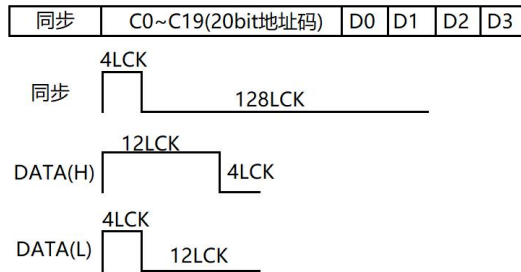 同步 C0~C19(20bit地址码) D0 D1 D2 D3
4LCK
同步
128LCK
12LCK
DATA(H)
4LCK
4LCK
DATA(L)
12LCK